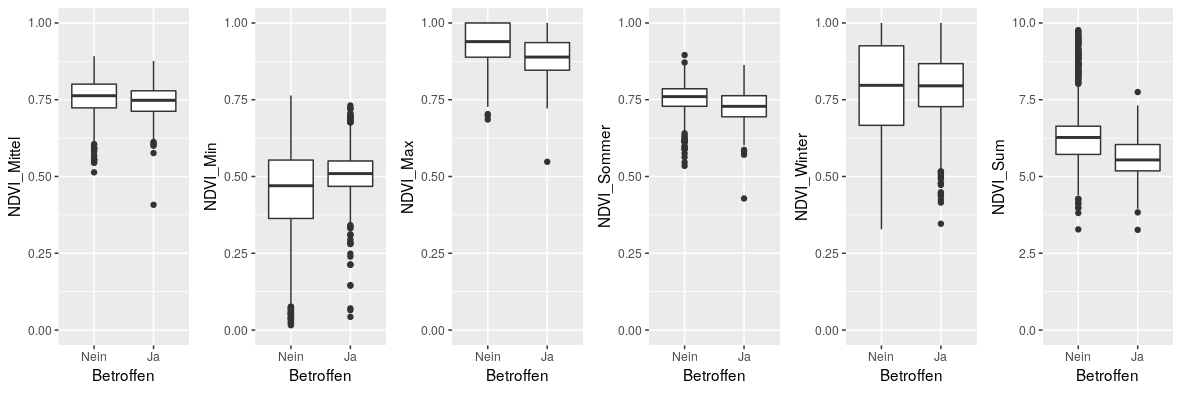 NDVI_Mittel
1.00
0.75
0.50
0.25
0.00
Nein Ja
Betroffen
NDVI_Min
1.00
0.75
0.50
0.25
0.00
Nein Ja
Betroffen
NDVI_Max
1.00
0.75
0.50
0.25
0.00
Nein Ja
Betroffen
NDVI_Sommer
1.00
0.75
0.50
0.25
0.00
Nein Ja
Betroffen
NDVI_Winter
1.00
0.75
0.50
0.25
0.00
Nein Ja
Betroffen
NDVI_Sum
10.0
7.5
5.0
2.5
0.0
Nein Ja
Betroffen